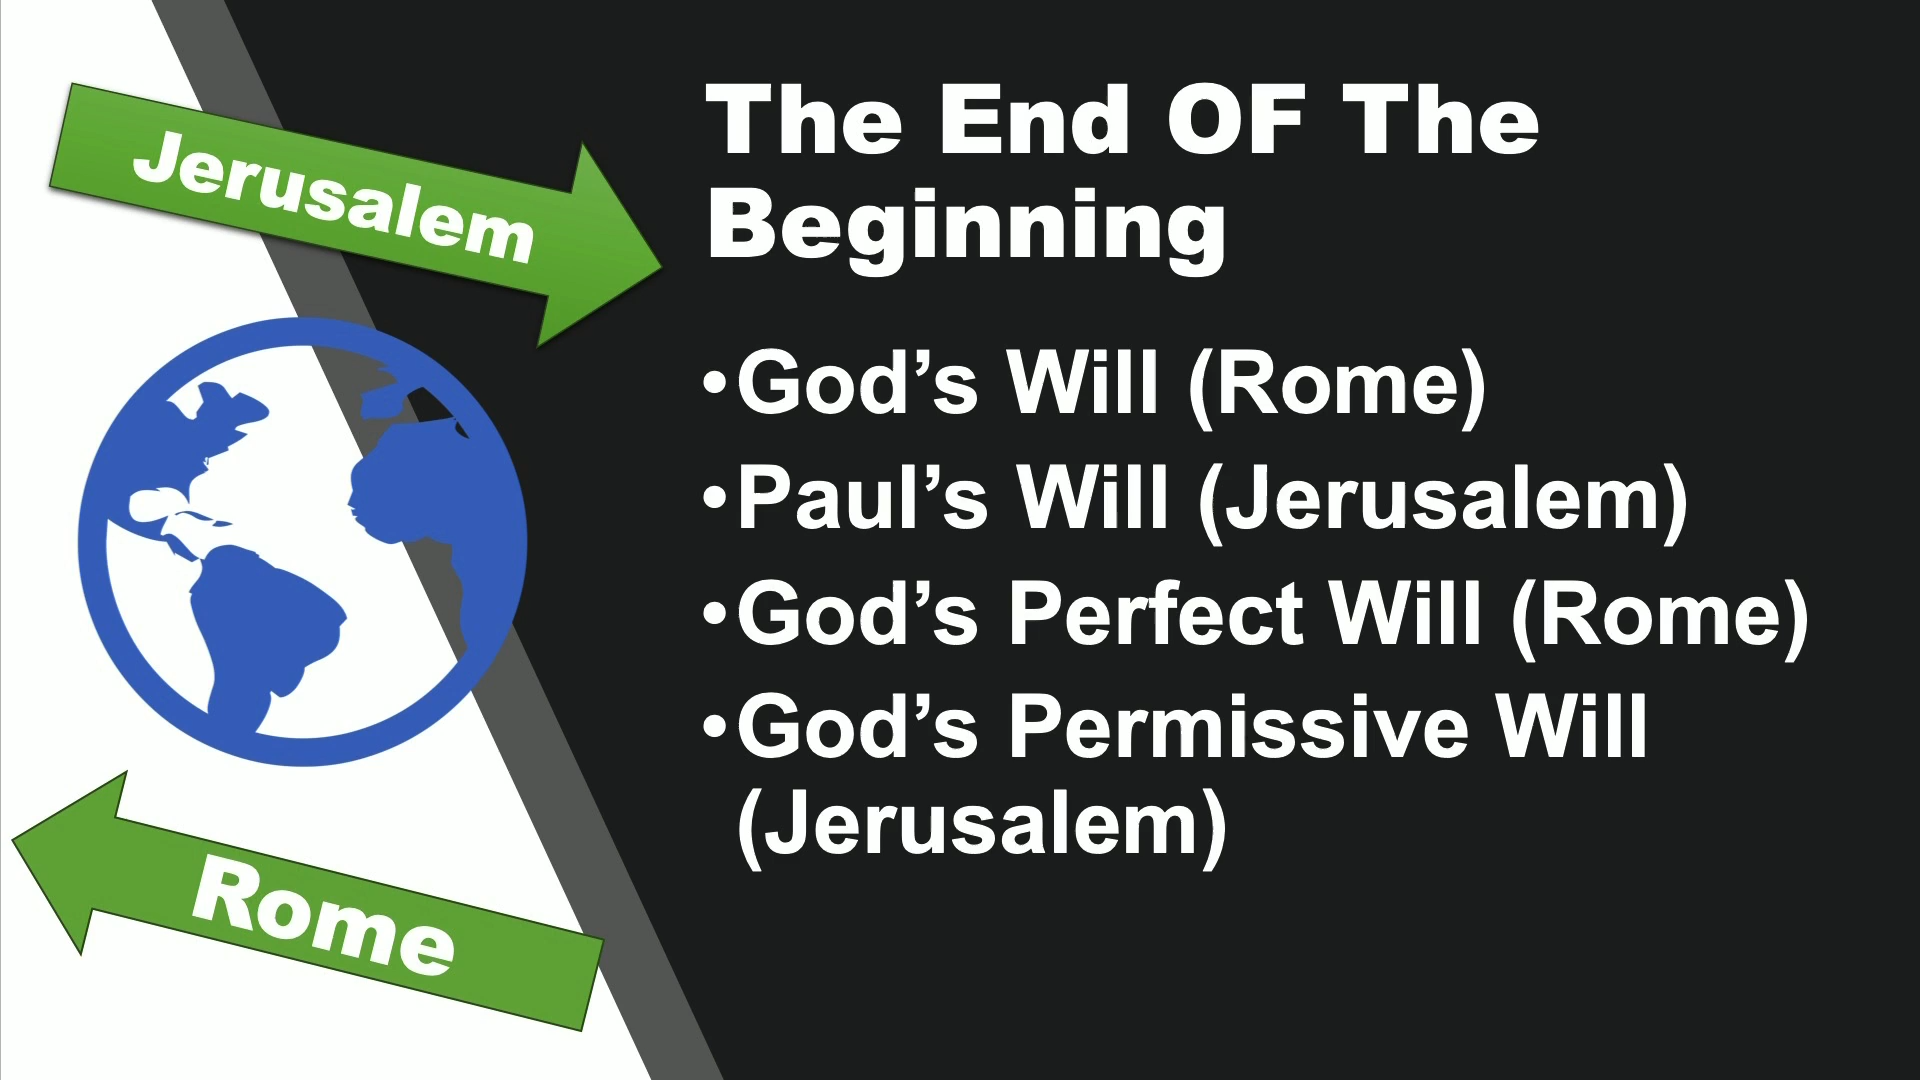 Jerusalem
The End OF The
Beginning
•God’s Will (Rome)
•Paul’s Will (Jerusalem)
•God’s Perfect Will (Rome)
•God’s Permissive Will
(Jerusalem)
Rome